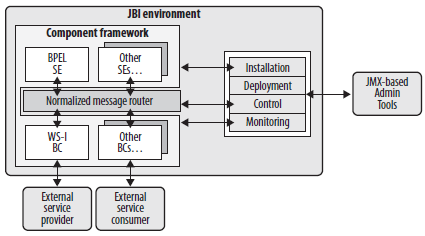 JBI environment
Component framework
BPEL
SE
Other
SEs...
Normalized message router
WS-I
BC
Other
BCs...
Installation
Deployment
Control
Monitoring
JMX-based
Admin
Tools
External
service
provider
External
service
consumer